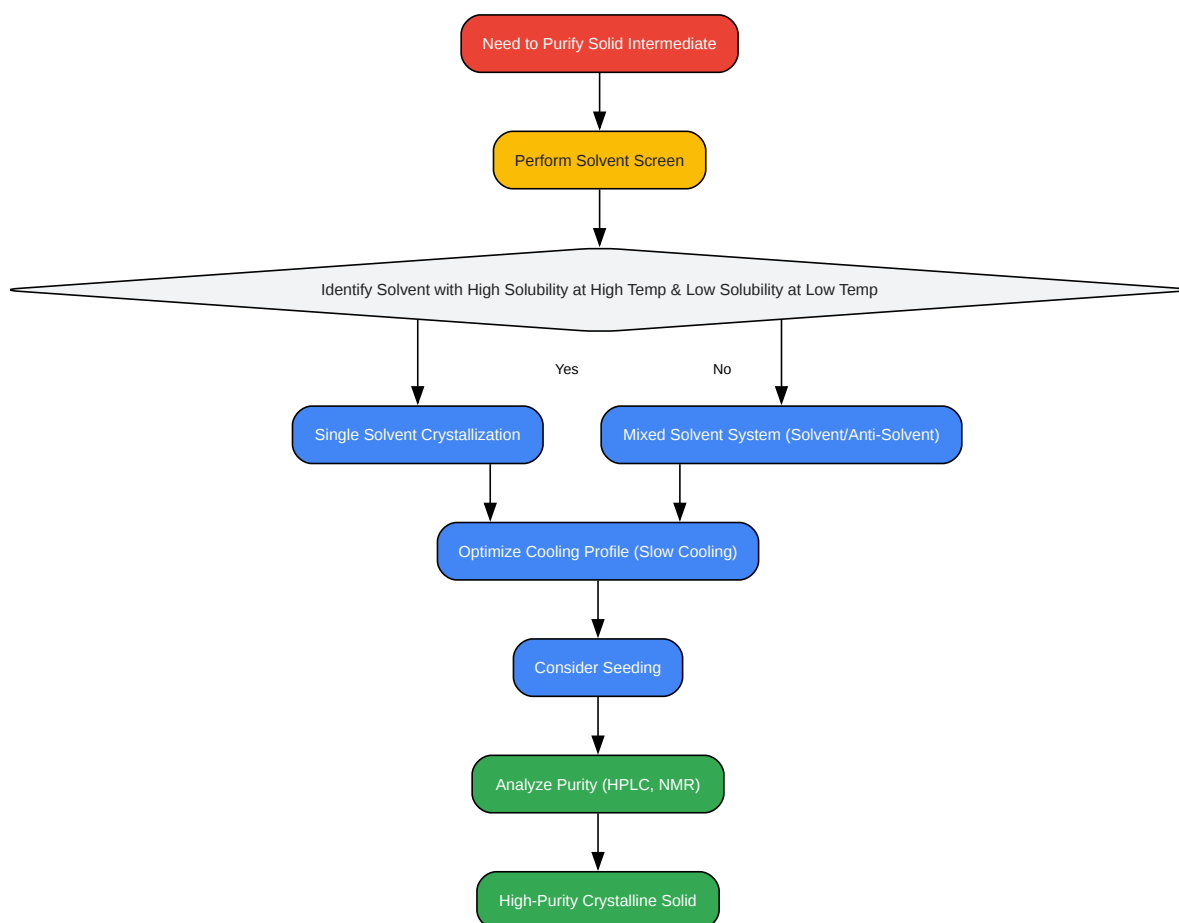 Need to Purify Solid Intermediate
Perform Solvent Screen
Identify Solvent with High Solubility at High Temp & Low Solubility at Low Temp
Yes
No
Single Solvent Crystallization
Mixed Solvent System (Solvent/Anti-Solvent)
Optimize Cooling Profile (Slow Cooling)
Consider Seeding
Analyze Purity (HPLC, NMR)
High-Purity Crystalline Solid